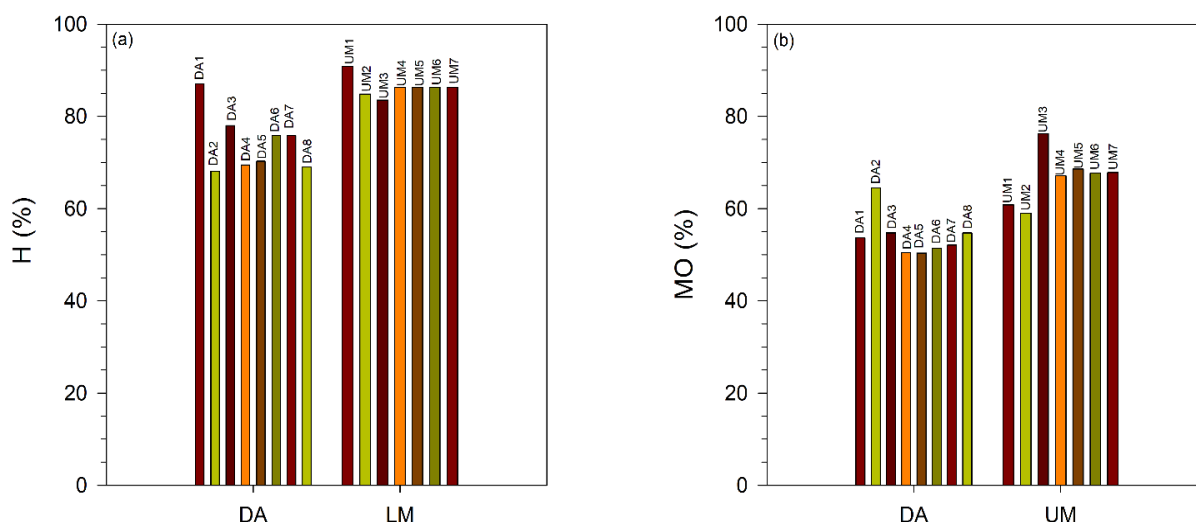 (a)
H (%)
100
80
60
40
20
0
DA1
DA2
DA3
DA4
DA5
DA6
DA7
DA8
UM1
UM2
UM3
UM4
UM5
UM6
UM7
DA
LM
(b)
MO (%)
100
80
60
40
20
0
DA1
DA2
DA3
DA4
DA5
DA6
DA7
DA8
UM1
UM2
UM3
UM4
UM5
UM6
UM7
DA
UM